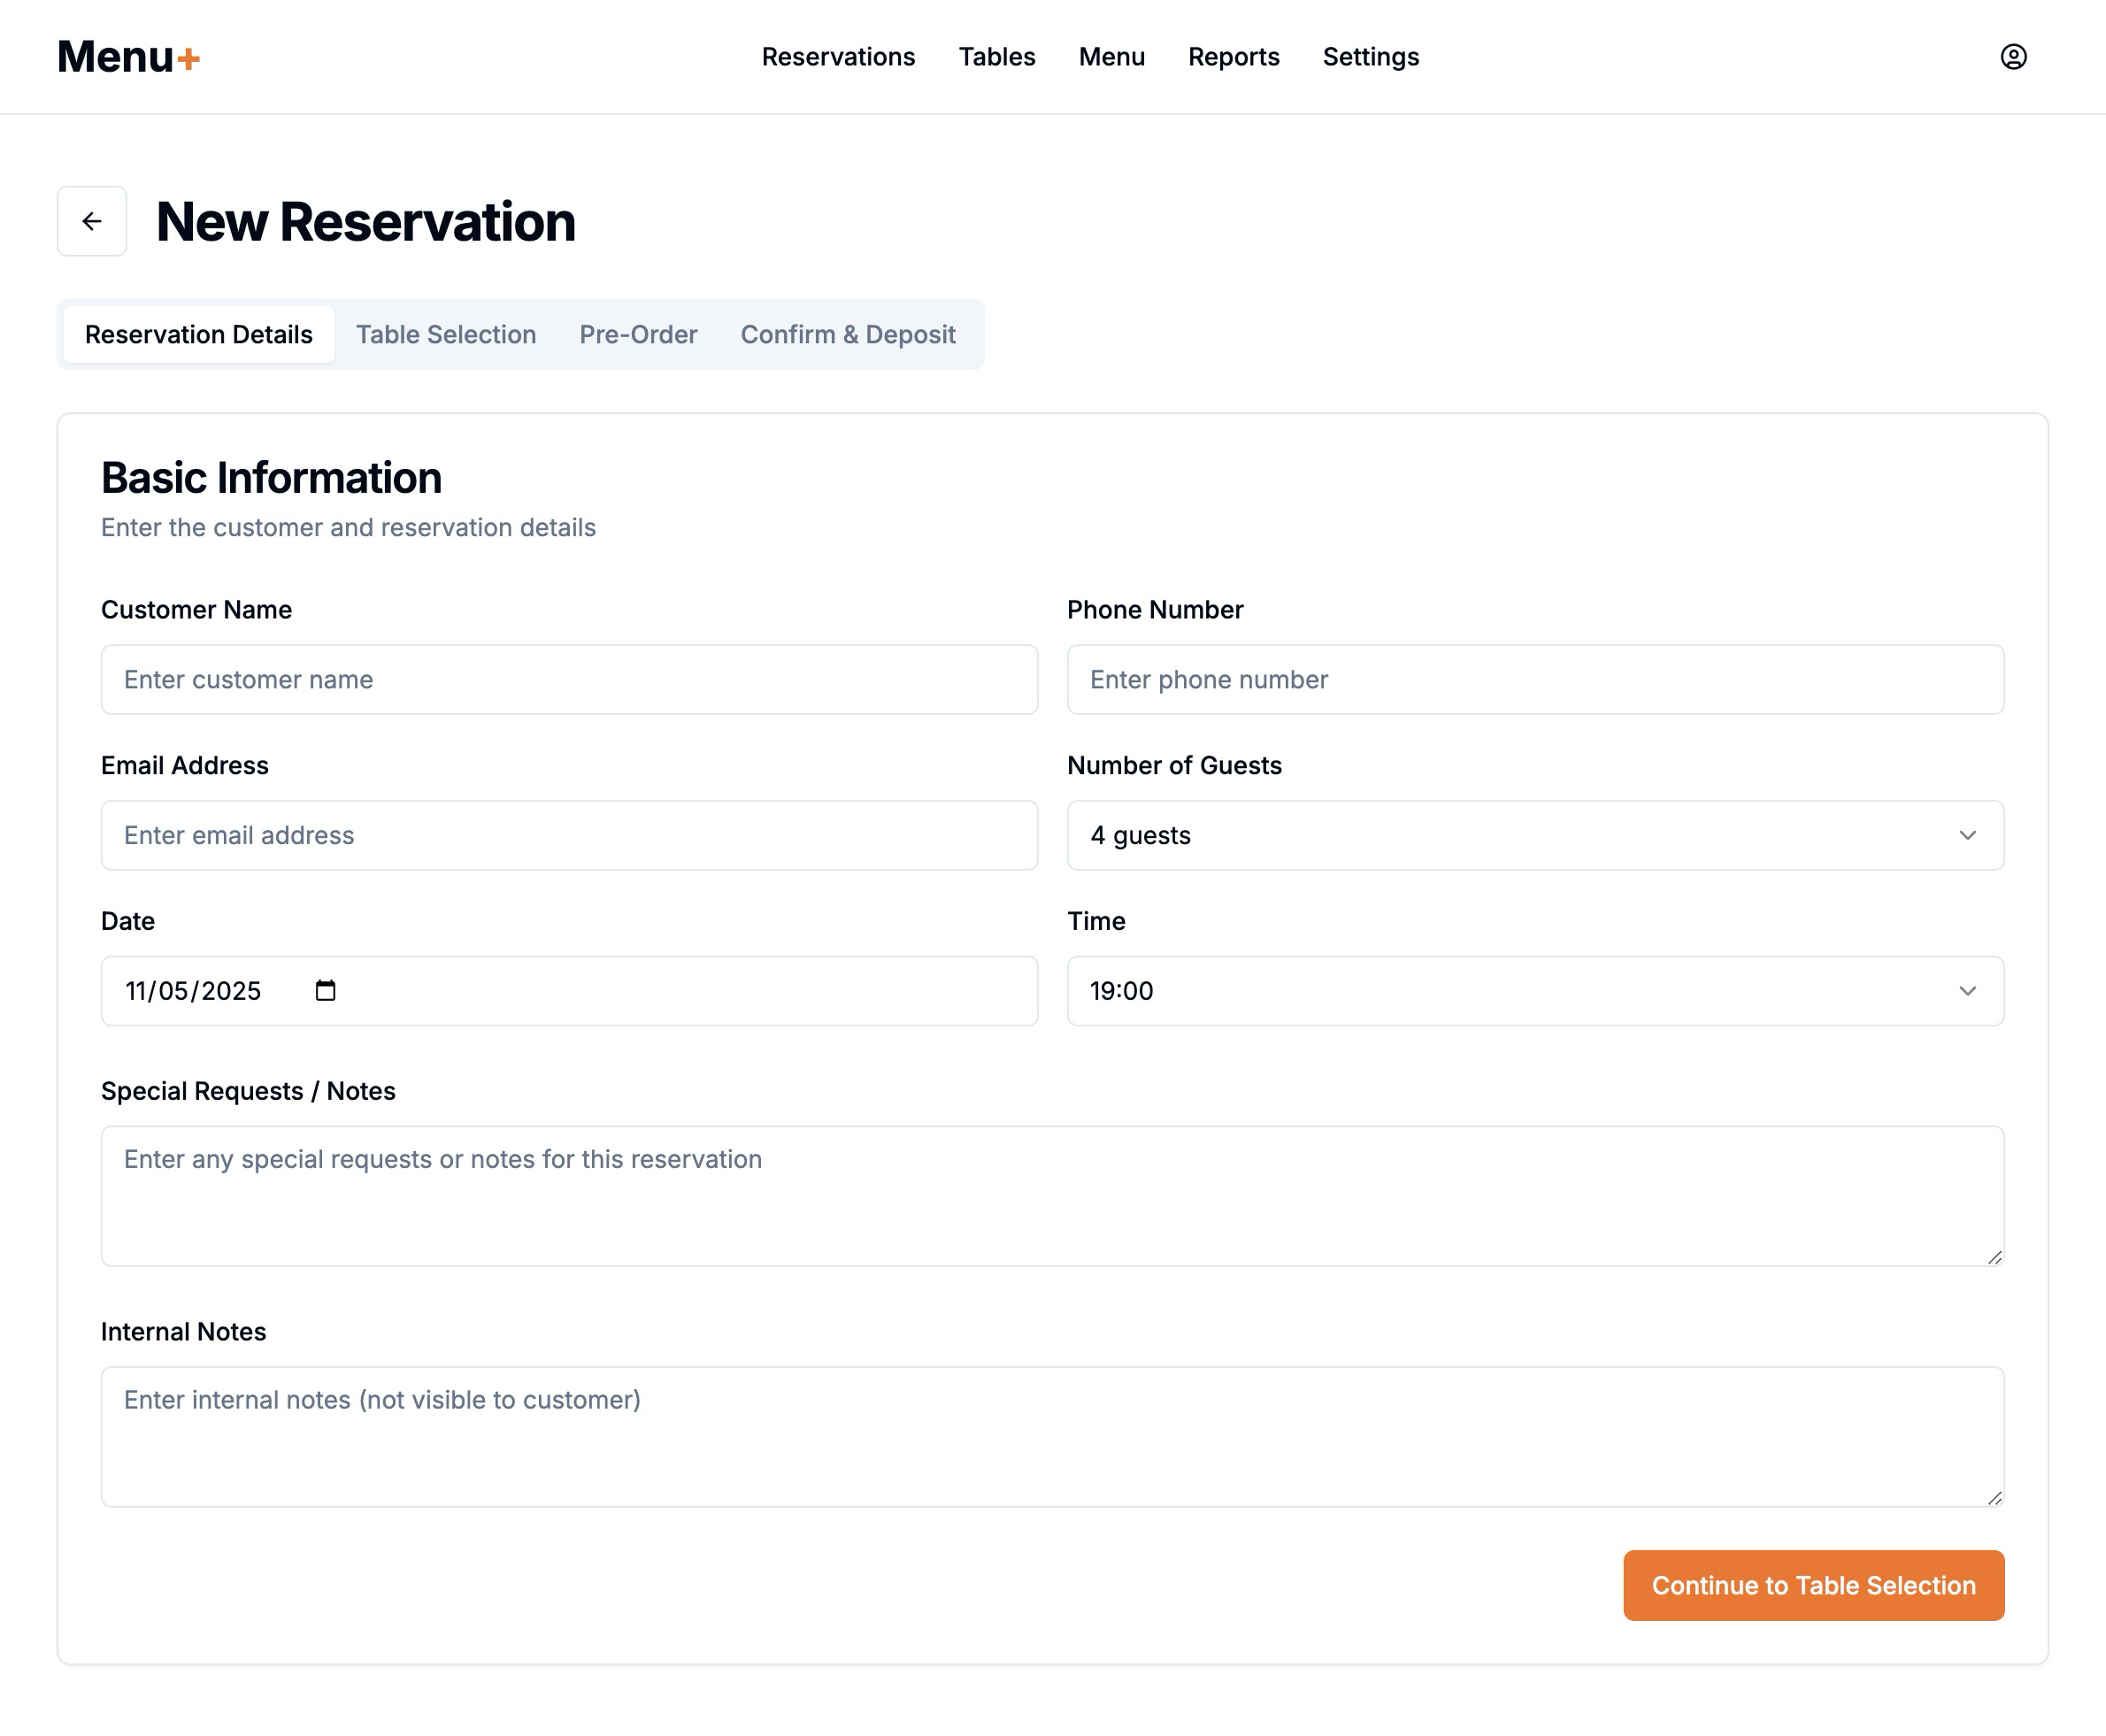 Menu+
Reservations Tables Menu Reports Settings
New Reservation
Reservation Details Table Selection Pre-Order Confirm & Deposit
Basic Information
Enter the customer and reservation details
Customer Name Phone Number
Enter customer name Enter phone number
Email Address Number of Guests
Enter email address 4 guests
Date Time
11/05/2025 19:00
Special Requests / Notes
Enter any special requests or notes for this reservation
Internal Notes
Enter internal notes (not visible to customer)
Continue to Table Selection